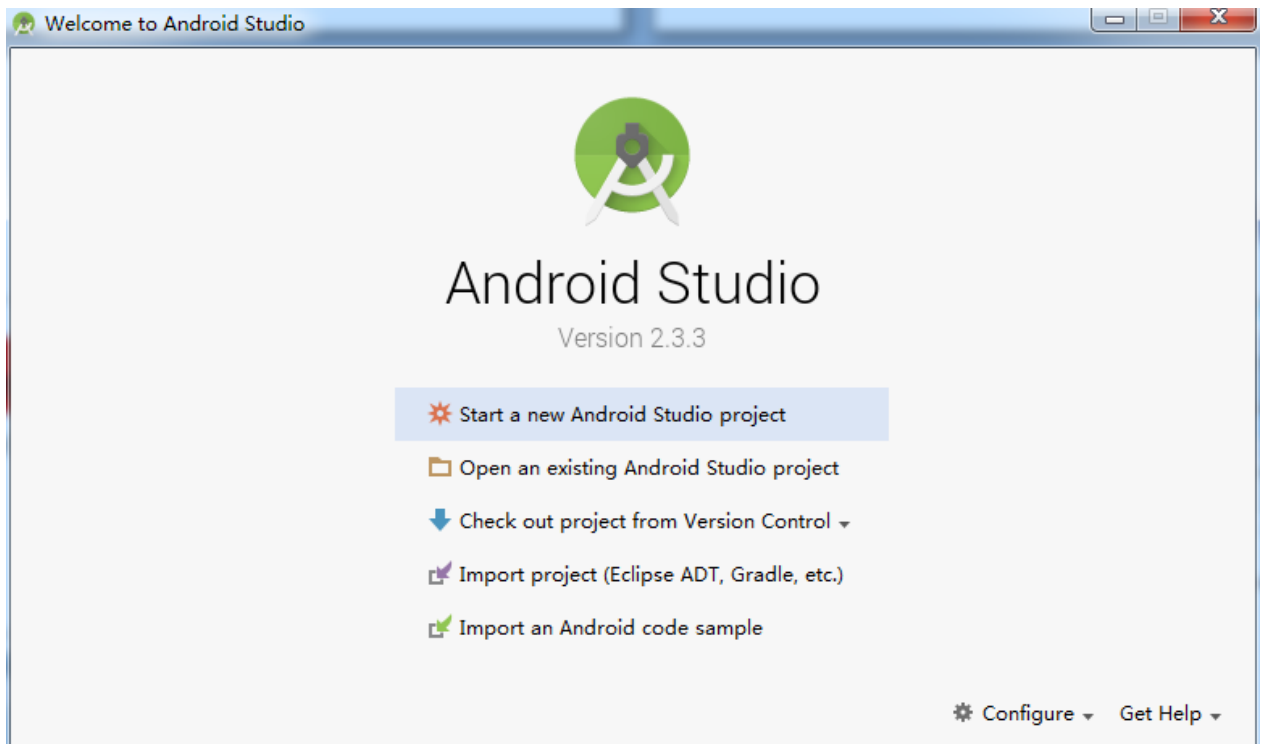 Welcome to Android Studio
Android Studio
Version 2.3.3
Start a new Android Studio project
Open an existing Android Studio project
Check out project from Version Control
Import project (Eclipse ADT, Gradle, etc.)
Import an Android code sample
Configure Get Help